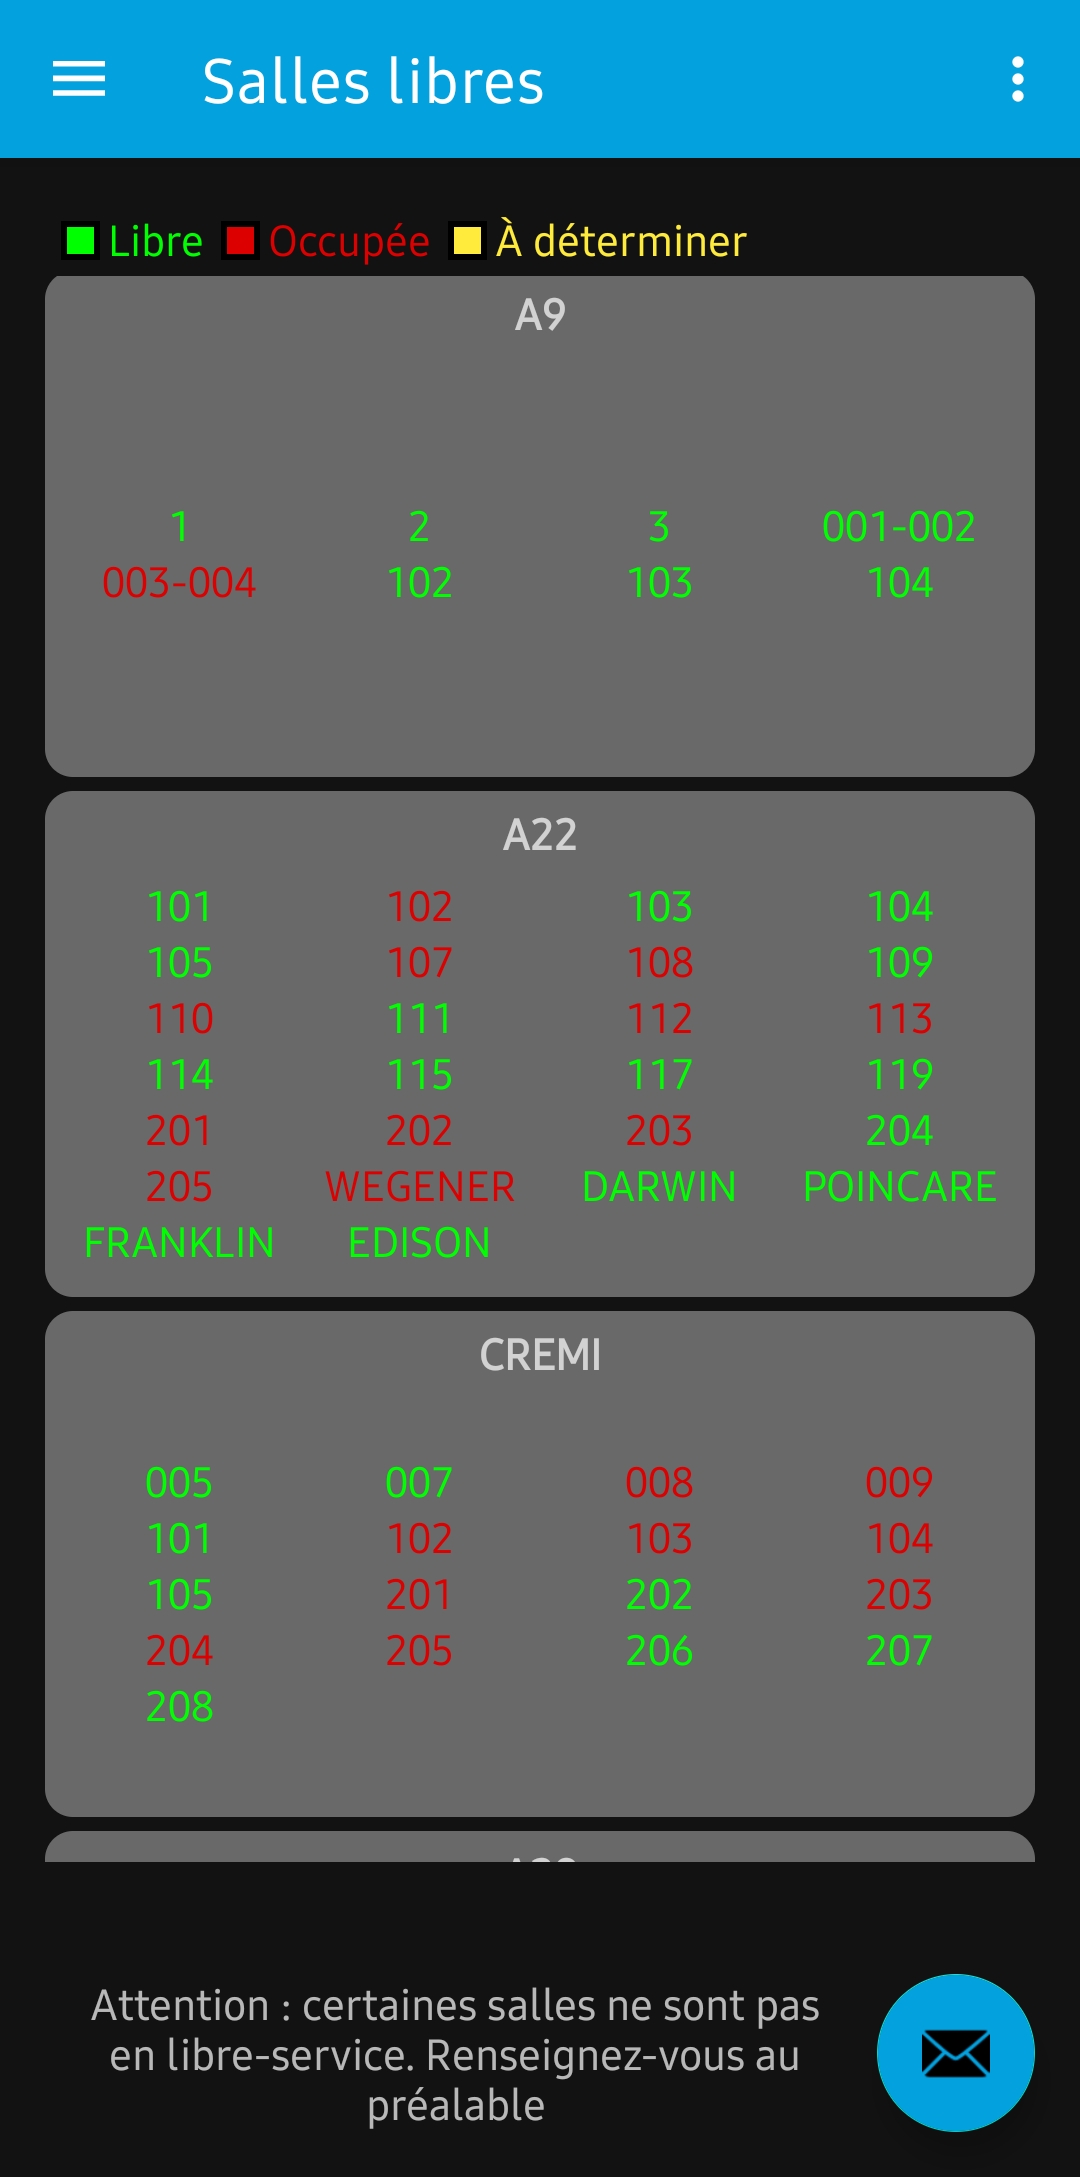 Salles libres
Libre Occupée À déterminer
A9
1 2 3 001-002
003-004 102 103 104
A22
101 102 103 104
105 107 108 109
110 111 112 113
114 115 117 119
201 202 203 204
205 WEGENER DARWIN POINCARE
FRANKLIN EDISON
CREMI
005 007 008 009
101 102 103 104
105 201 202 203
204 205 206 207
208
Attention : certaines salles ne sont pas
en libre-service. Renseignez-vous au
préalable